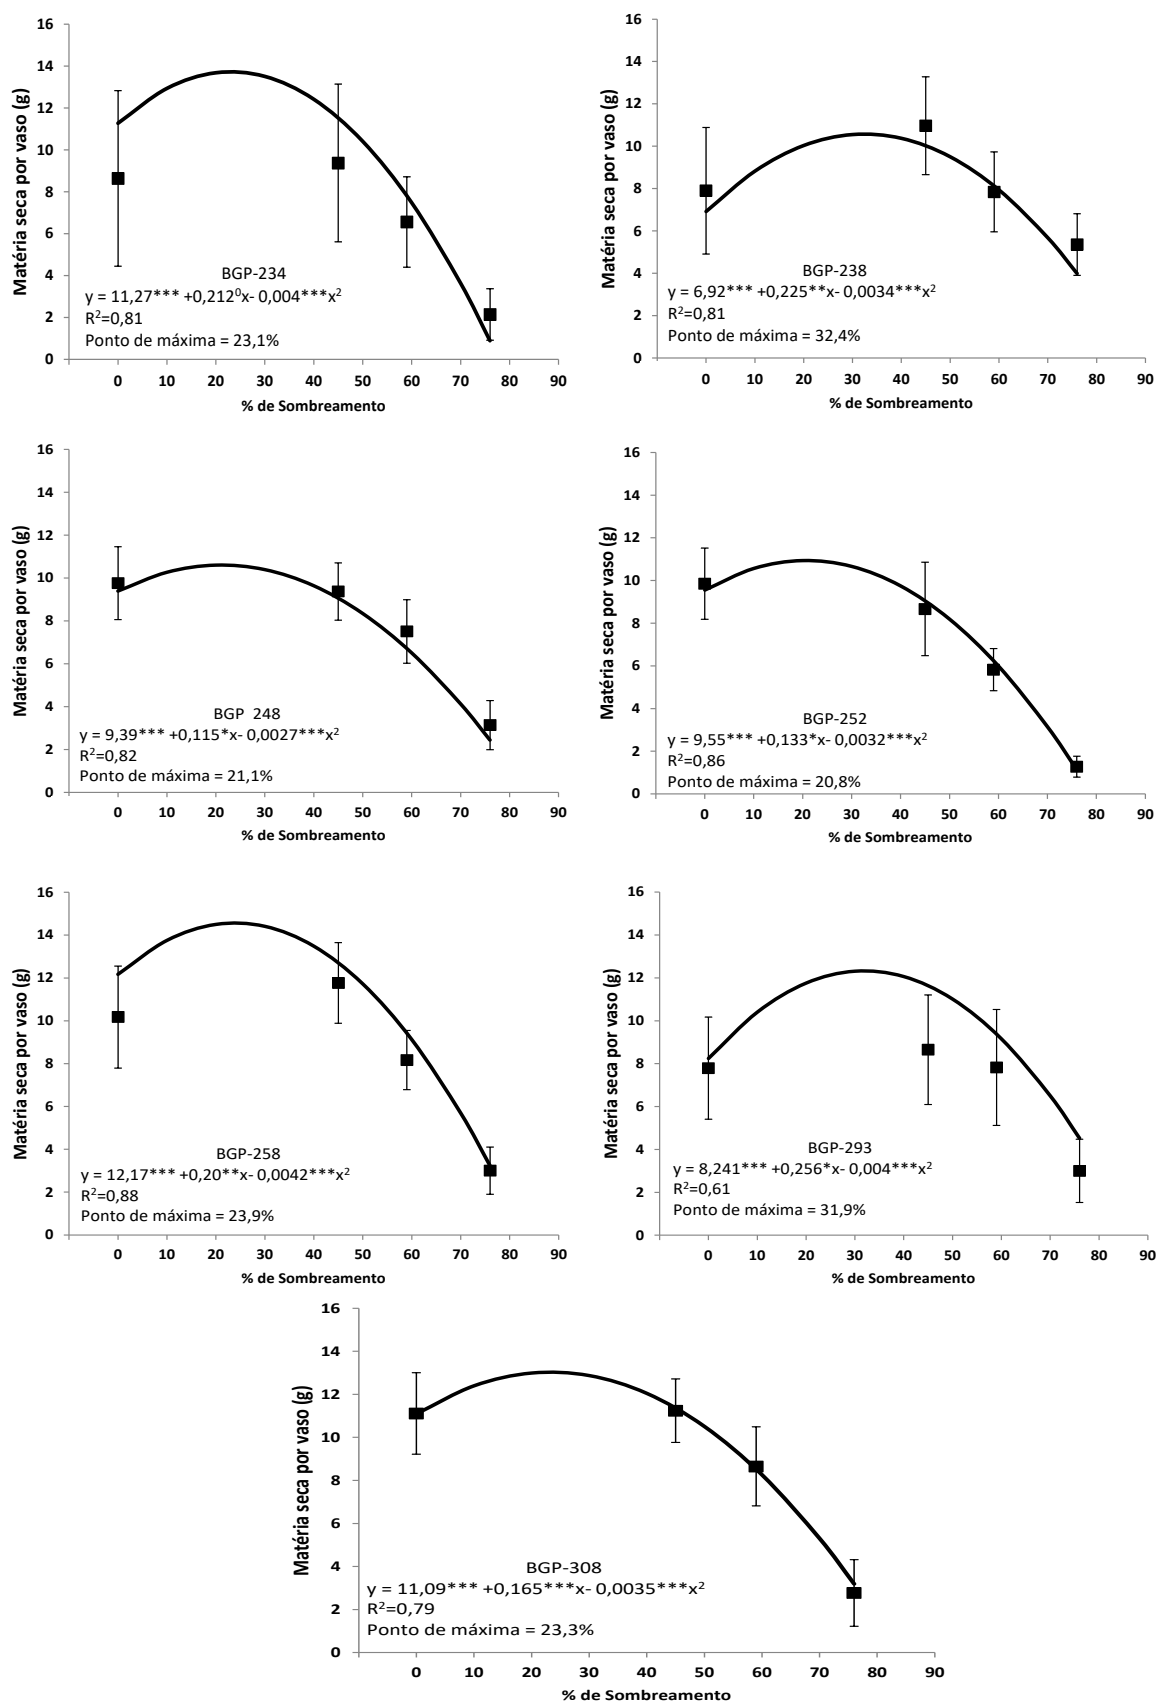 Matéria seca por vaso (g)
16
14
12
10
8
6
4
2
0
BGP-234
y = 11,27*** +0,212⁰x- 0,004***x²
R²=0,81
Ponto de máxima = 23,1%
0 10 20 30 40 50 60 70 80 90
% de Sombreamento
Matéria seca por vaso (g)
16
14
12
10
8
6
4
2
0
BGP-238
y = 6,92*** +0,225**x- 0,0034***x²
R²=0,81
Ponto de máxima = 32,4%
0 10 20 30 40 50 60 70 80 90
% de Sombreamento
Matéria seca por vaso (g)
16
14
12
10
8
6
4
2
0
BGP 248
y = 9,39*** +0,115*x- 0,0027***x²
R²=0,82
Ponto de máxima = 21,1%
0 10 20 30 40 50 60 70 80 90
% de Sombreamento
Matéria seca por vaso (g)
16
14
12
10
8
6
4
2
0
BGP-252
y = 9,55*** +0,133*x- 0,0032***x²
R²=0,86
Ponto de máxima = 20,8%
0 10 20 30 40 50 60 70 80 90
% de Sombreamento
Matéria seca por vaso (g)
16
14
12
10
8
6
4
2
0
BGP-258
y = 12,17*** +0,20**x- 0,0042***x²
R²=0,88
Ponto de máxima = 23,9%
0 10 20 30 40 50 60 70 80 90
% de Sombreamento
Matéria seca por vaso (g)
16
14
12
10
8
6
4
2
0
BGP-293
y = 8,241*** +0,256*x- 0,004***x²
R²=0,61
Ponto de máxima = 31,9%
0 10 20 30 40 50 60 70 80 90
% de Sombreamento
Matéria seca por vaso (g)
16
14
12
10
8
6
4
2
0
BGP-308
y = 11,09*** +0,165***x- 0,0035***x²
R²=0,79
Ponto de máxima = 23,3%
0 10 20 30 40 50 60 70 80 90
% de Sombreamento